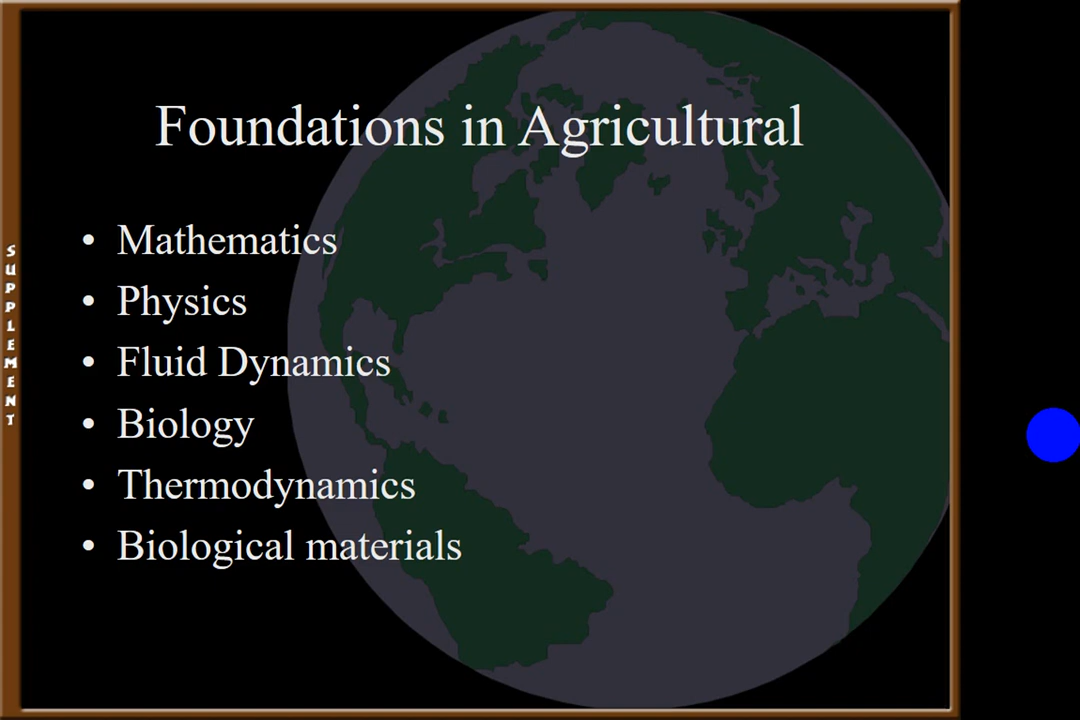 Foundations in Agricultural
• Mathematics
• Physics
• Fluid Dynamics
• Biology
• Thermodynamics
• Biological materials
SUPPLEMENT